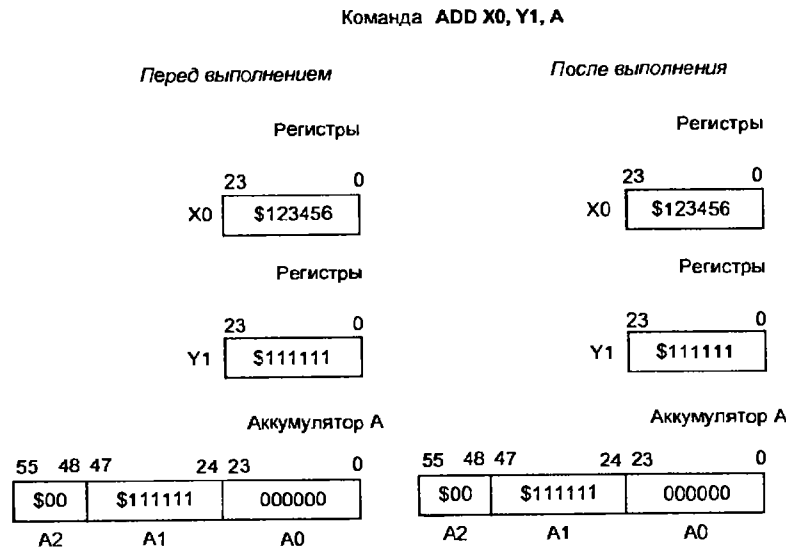 Команда ADD X0, Y1, A
Перед выполнением
После выполнения
Регистры
Регистры
23 0
23 0
X0 $123456
X0 $123456
Регистры
Регистры
23 0
23 0
Y1 $111111
Y1 $111111
Аккумулятор А
Аккумулятор А
55 48 47 24 23 0
55 48 47 24 23 0
$00 $111111 000000
$00 $111111 000000
A2 A1 A0
A2 A1 A0